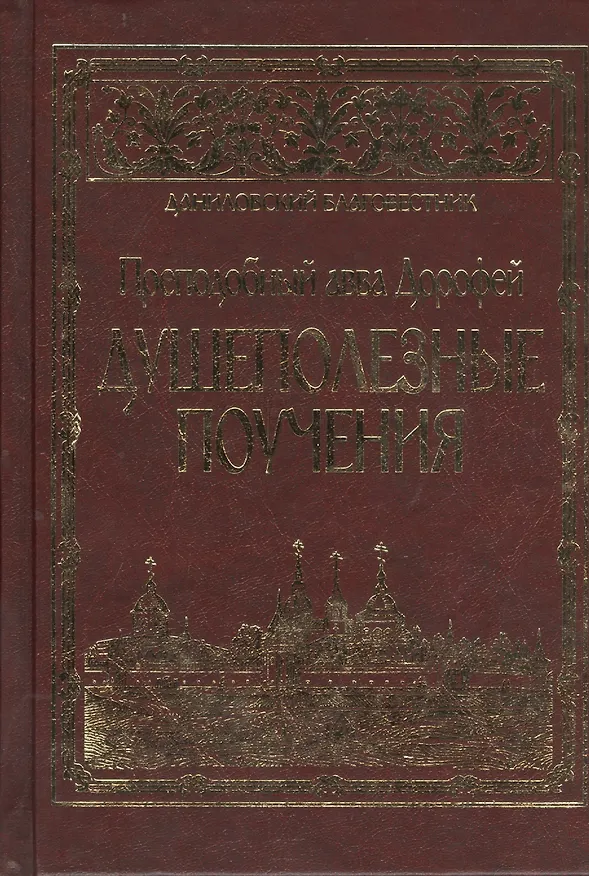 ДАНИЛОВСКИЙ БЛАГОВЕСТНИК
Преподобный авва Дорофей
ДУШЕПОЛЕЗНЫЕ
ПОУЧЕНИЯ